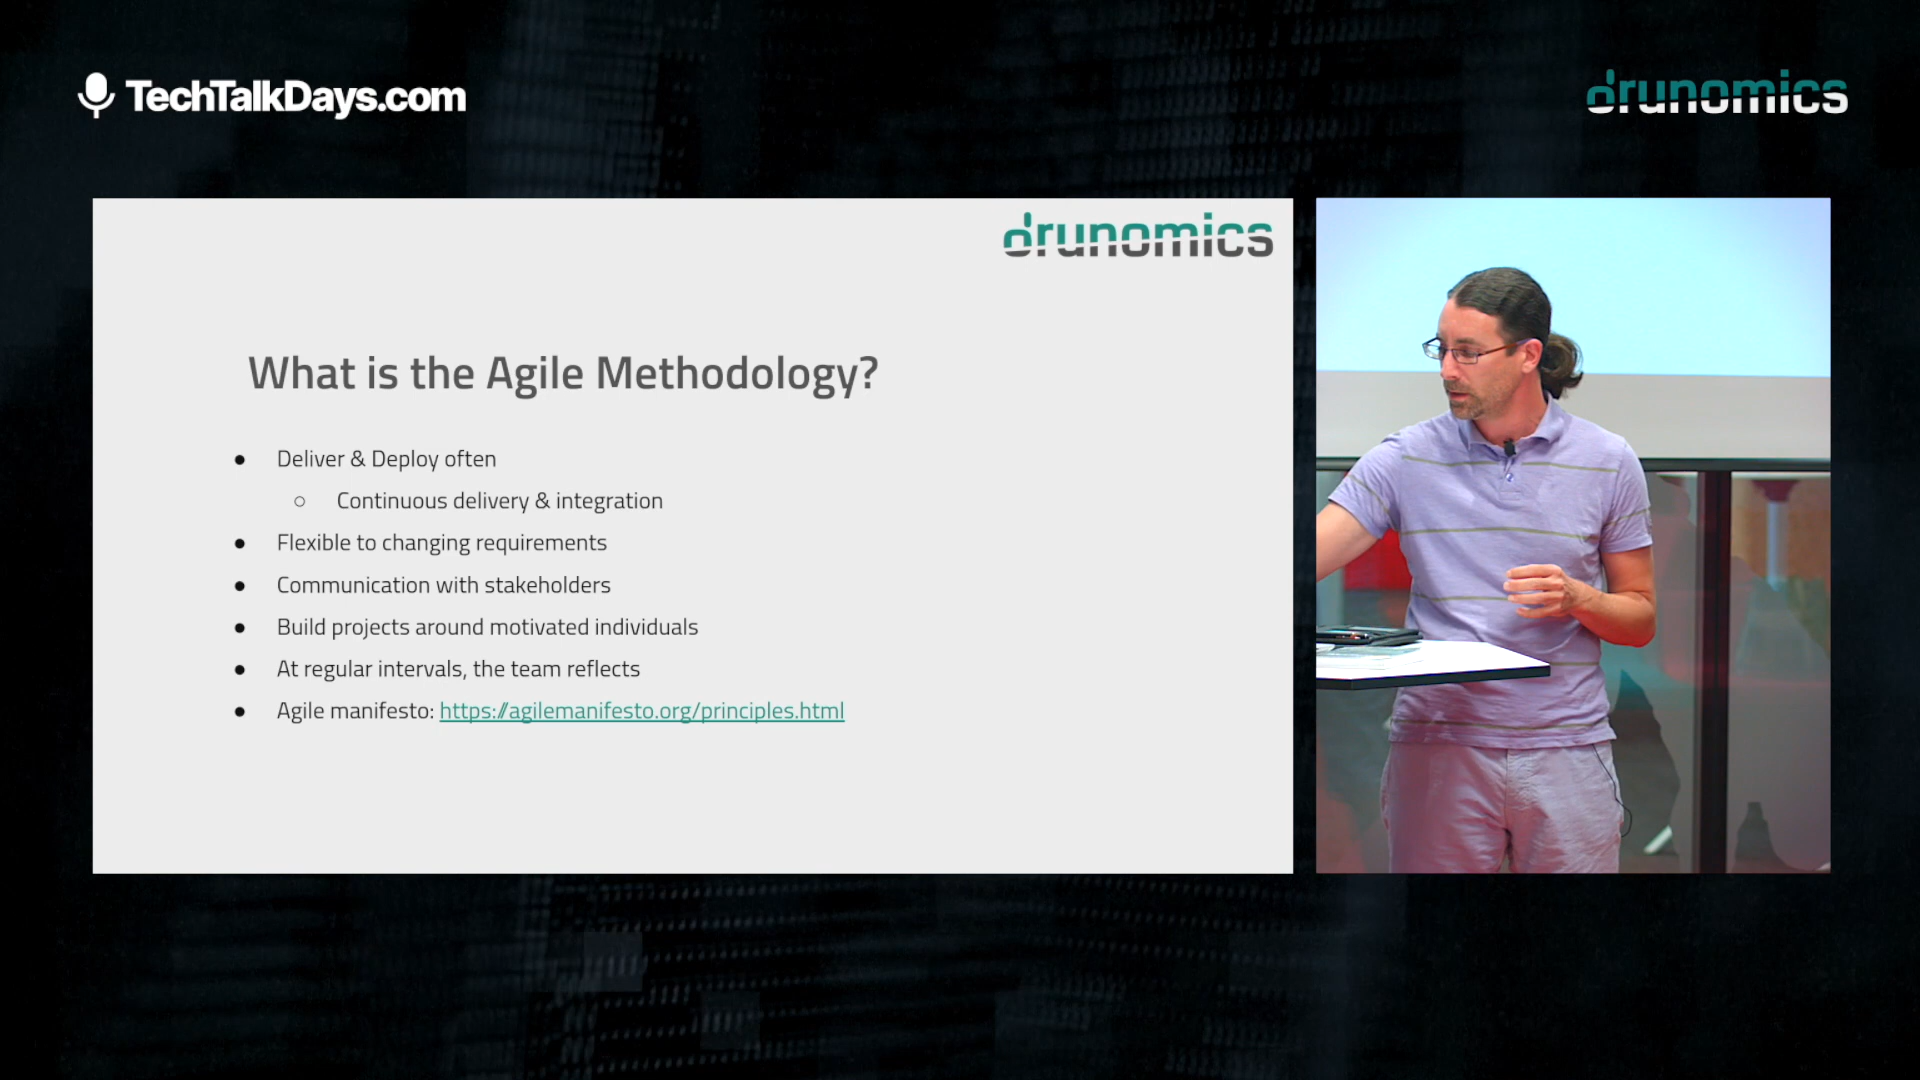 TechTalkDays.com
drunomics
drunomics
What is the Agile Methodology?
● Deliver & Deploy often
○ Continuous delivery & integration
● Flexible to changing requirements
● Communication with stakeholders
● Build projects around motivated individuals
● At regular intervals, the team reflects
● Agile manifesto: https://agilemanifesto.org/principles.html